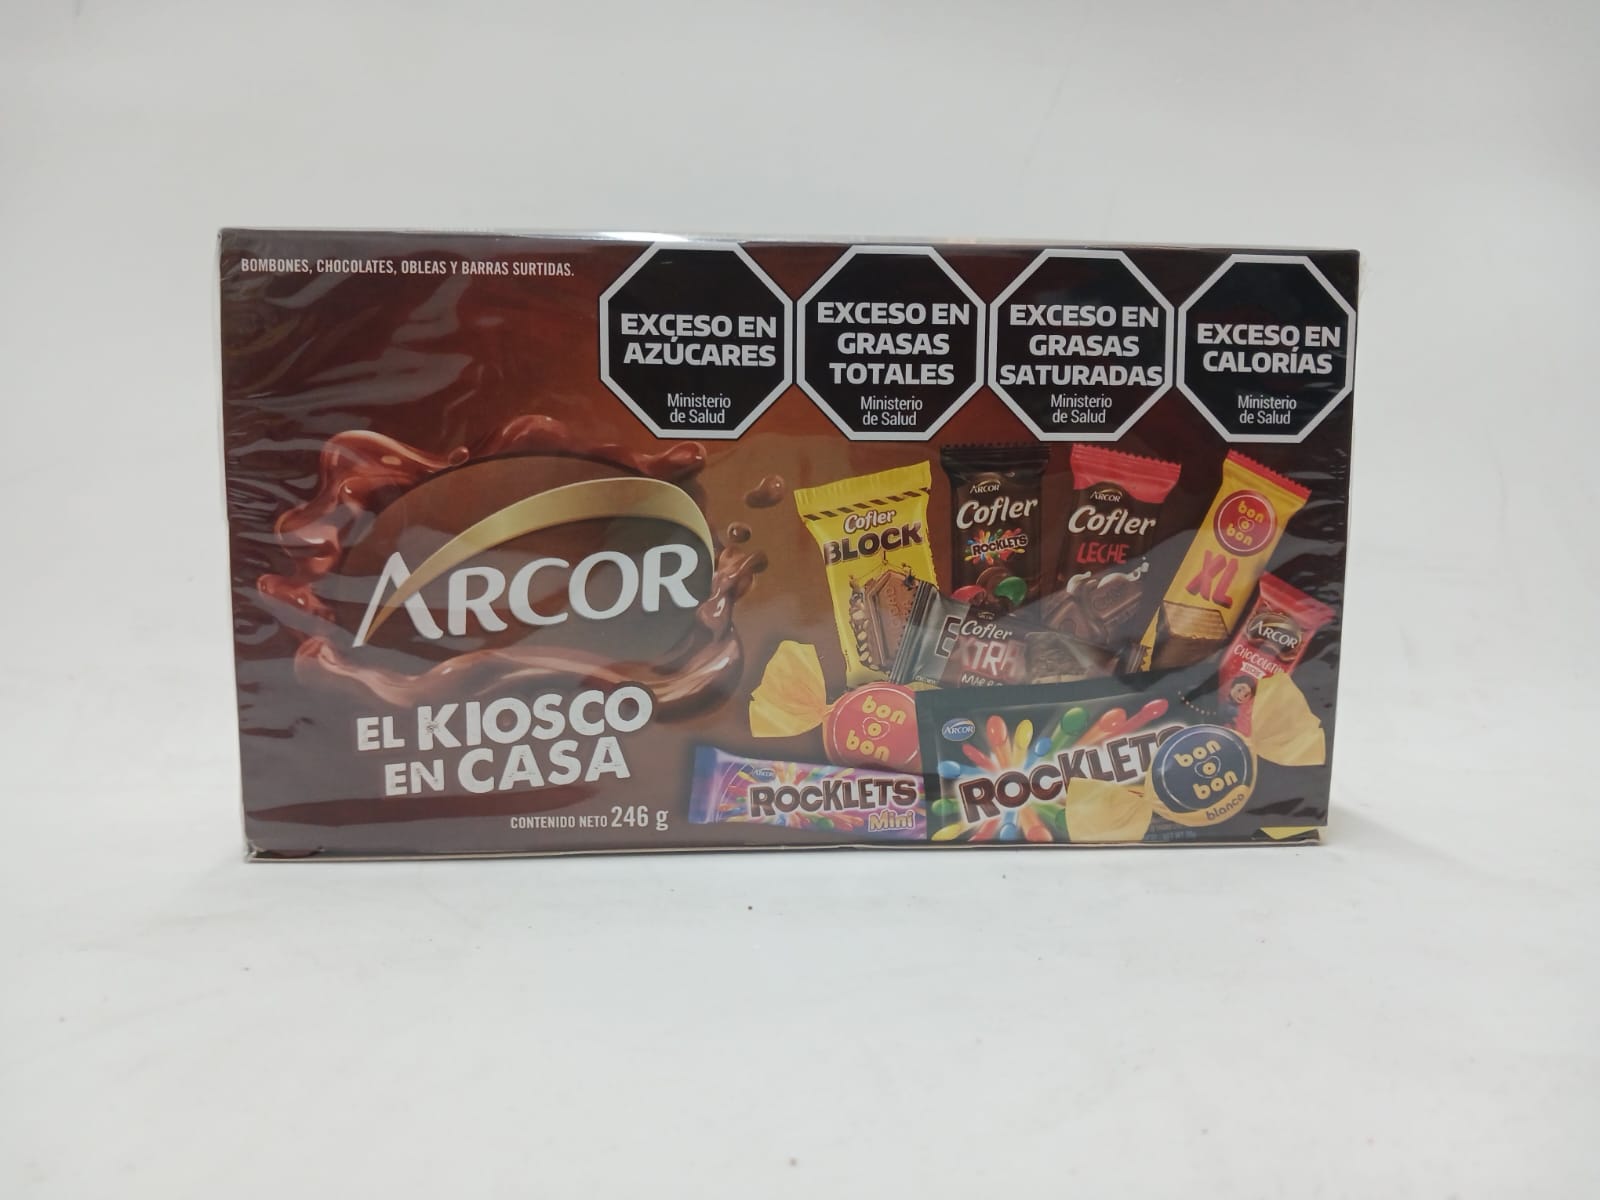 BOMBONES, CHOCOLATES, OBLEAS Y BARRAS SURTIDAS.
EXCESO EN
AZÚCARES
Ministerio
de Salud
EXCESO EN
GRASAS
TOTALES
Ministerio
de Salud
EXCESO EN
GRASAS
SATURADAS
Ministerio
de Salud
EXCESO EN
CALORÍAS
Ministerio
de Salud
ARCOR
EL KIOSCO
EN CASA
CONTENIDO NETO 246 g
Cofler
BLOCK
ARCOR
Cofler
ROCKLETS
ARCOR
Cofler
LECHE
bon
o
bon
XL
Cofler
EXTRA
ARCOR
bon
o
bon
ARCOR
ROCKLETS
Mini
ARCOR
ROCKLETS
bon
o
bon
blanco